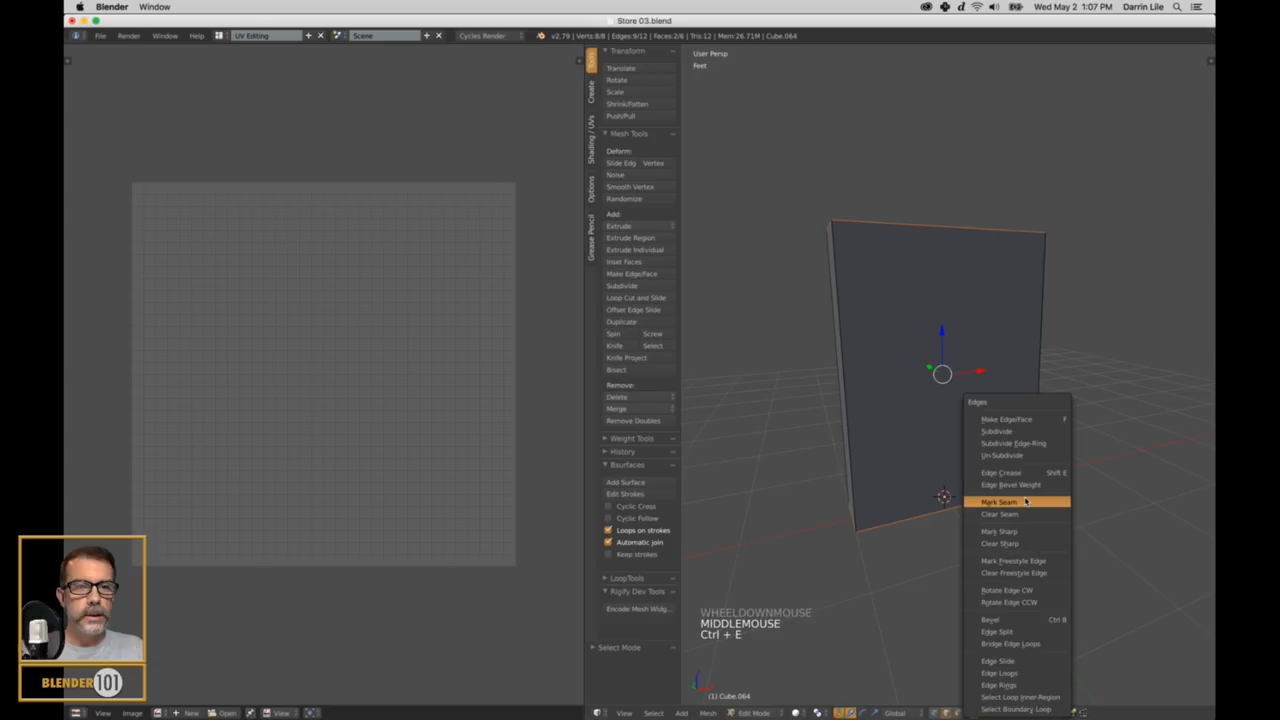 Blender Window Wed May 2 1:07 PM Darrin Lile
Store 03.blend
File Render Window Help UV Editing Scene Cycles Render v2.79 | Verts:8/8 | Edges:9/12 | Faces:2/6 | Tris:12 | Mem:26.71M | Cube.064
Tools
Create
Shading / UVs
Options
Grease Pencil
Transform
Translate
Rotate
Scale
Shrink/Fatten
Push/Pull
Mesh Tools
Deform:
Slide Edg Vertex
Noise
Smooth Vertex
Randomize
Add:
Extrude
Extrude Region
Extrude Individual
Inset Faces
Make Edge/Face
Subdivide
Loop Cut and Slide
Offset Edge Slide
Duplicate
Spin Screw
Knife Select
Knife Project
Bisect
Remove:
Delete
Merge
Remove Doubles
Weight Tools
History
Bsurfaces
Add Surface
Edit Strokes
Cyclic Cross
Cyclic Follow
Loops on strokes
Automatic join
Keep strokes
LoopTools
Rigify Dev Tools
Encode Mesh Widg...
Select Mode
User Persp
Feet
Edges
Make Edge/Face F
Subdivide
Subdivide Edge-Ring
Un-Subdivide
Edge Crease Shift E
Edge Bevel Weight
Mark Seam
Clear Seam
Mark Sharp
Clear Sharp
Mark Freestyle Edge
Clear Freestyle Edge
Rotate Edge CW
Rotate Edge CCW
Bevel Ctrl B
Edge Split
Bridge Edge Loops
Edge Slide
Edge Loops
Edge Rings
Select Loop Inner-Region
Select Boundary Loop
WHEELDOWNMOUSE
MIDDLEMOUSE
Ctrl + E
(1) Cube.064
BLENDER 101
View Image New Open View
View Select Add Mesh Edit Mode Global